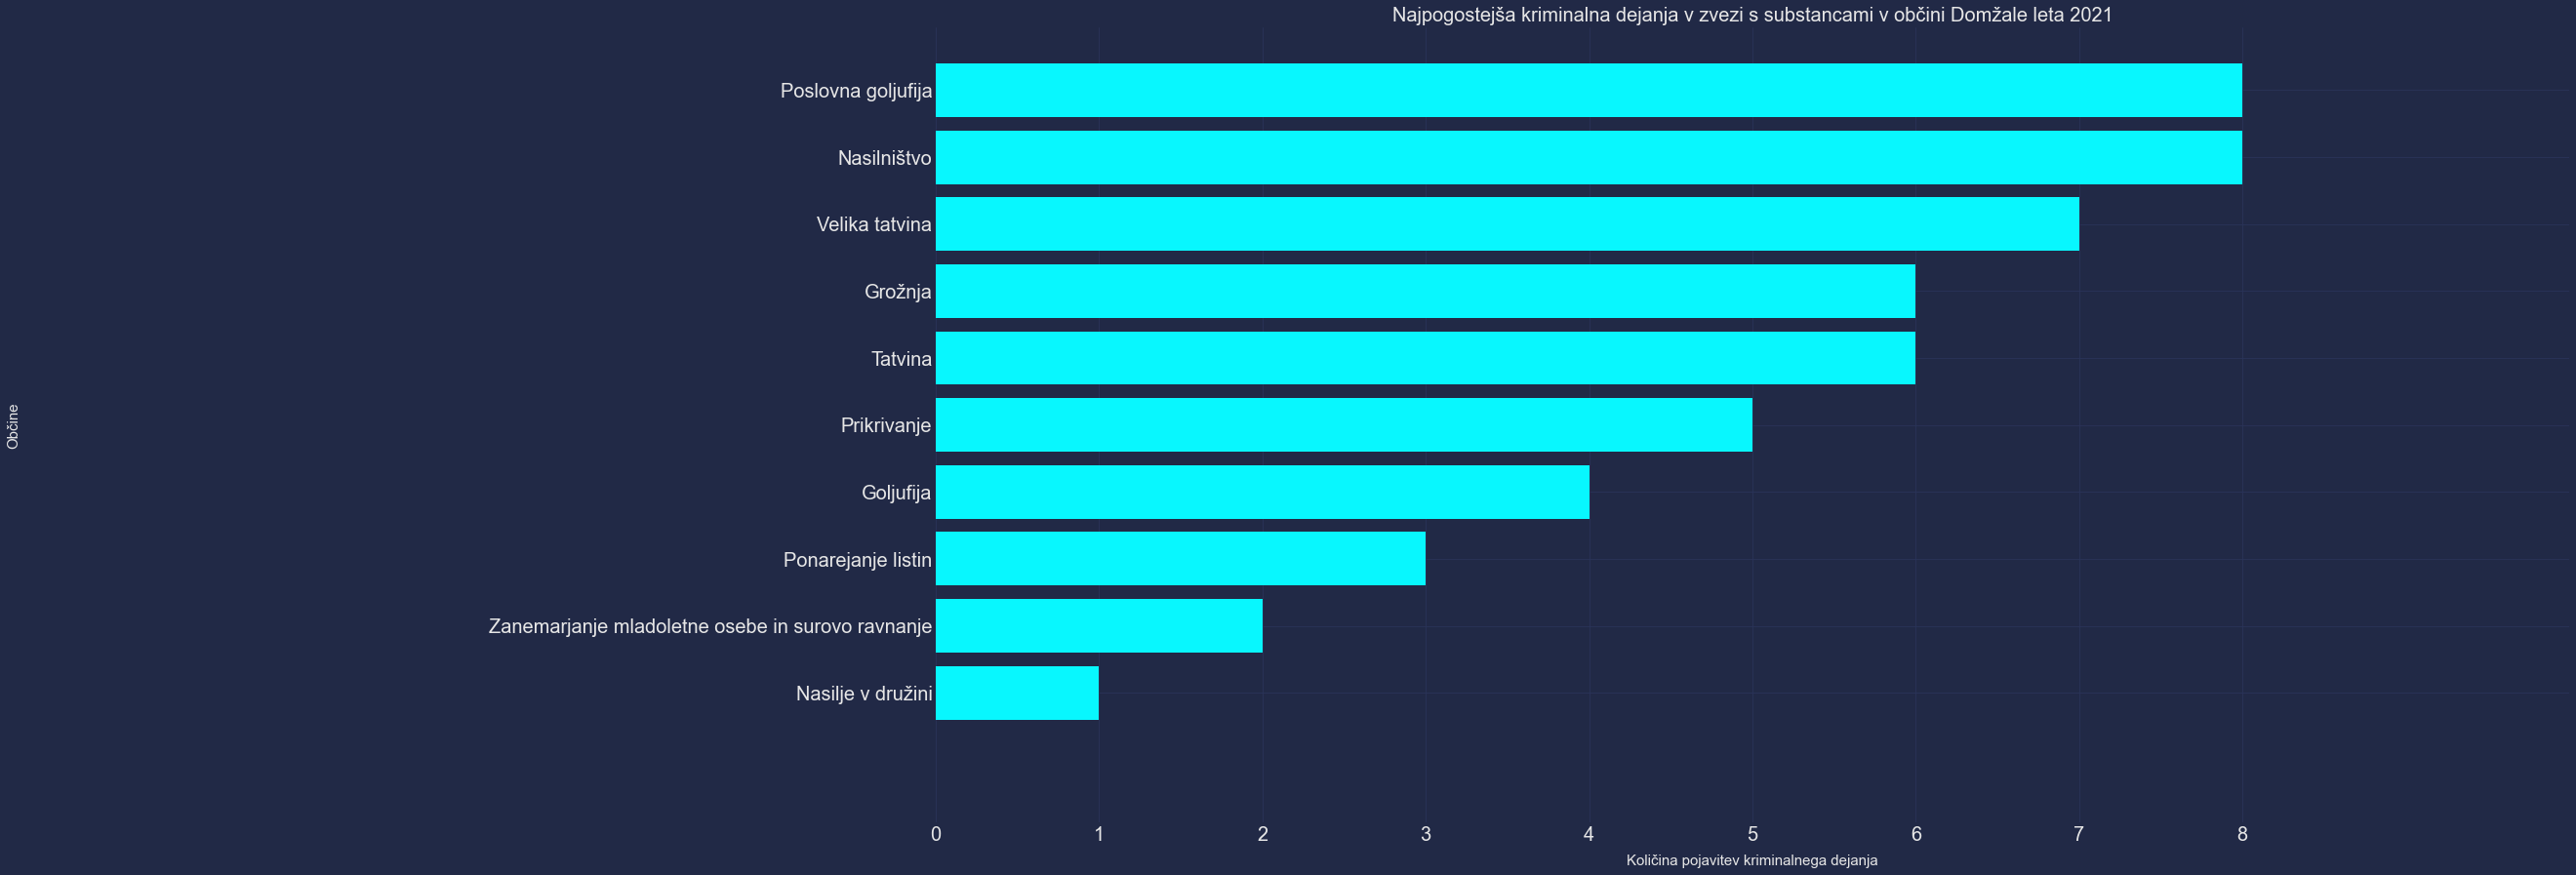 Najpogostejša kriminalna dejanja v zvezi s substancami v občini Domžale leta 2021
Poslovna goljufija
Nasilništvo
Velika tatvina
Grožnja
Tatvina
Prikrivanje
Goljufija
Ponarejanje listin
Zanemarjanje mladoletne osebe in surovo ravnanje
Nasilje v družini
Občine
0 1 2 3 4 5 6 7 8
Količina pojavitev kriminalnega dejanja